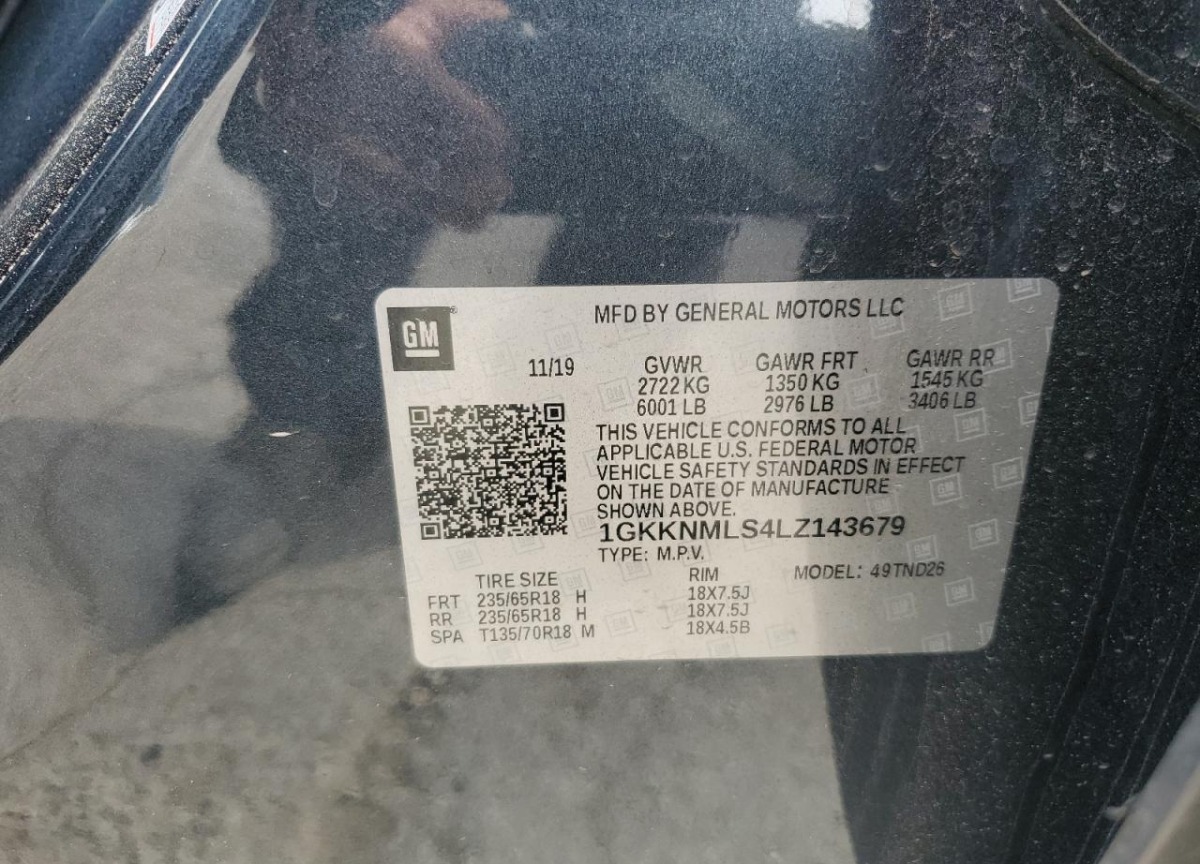 GM
MFD BY GENERAL MOTORS LLC
11/19 GVWR GAWR FRT GAWR RR
2722 KG 1350 KG 1545 KG
6001 LB 2976 LB 3406 LB
THIS VEHICLE CONFORMS TO ALL
APPLICABLE U.S. FEDERAL MOTOR
VEHICLE SAFETY STANDARDS IN EFFECT
ON THE DATE OF MANUFACTURE
SHOWN ABOVE.
1GKKNMLS4LZ143679
TYPE: M.P.V.
TIRE SIZE RIM MODEL: 49TND26
FRT 235/65R18 H 18X7.5J
RR 235/65R18 H 18X7.5J
SPA T135/70R18 M 18X4.5B